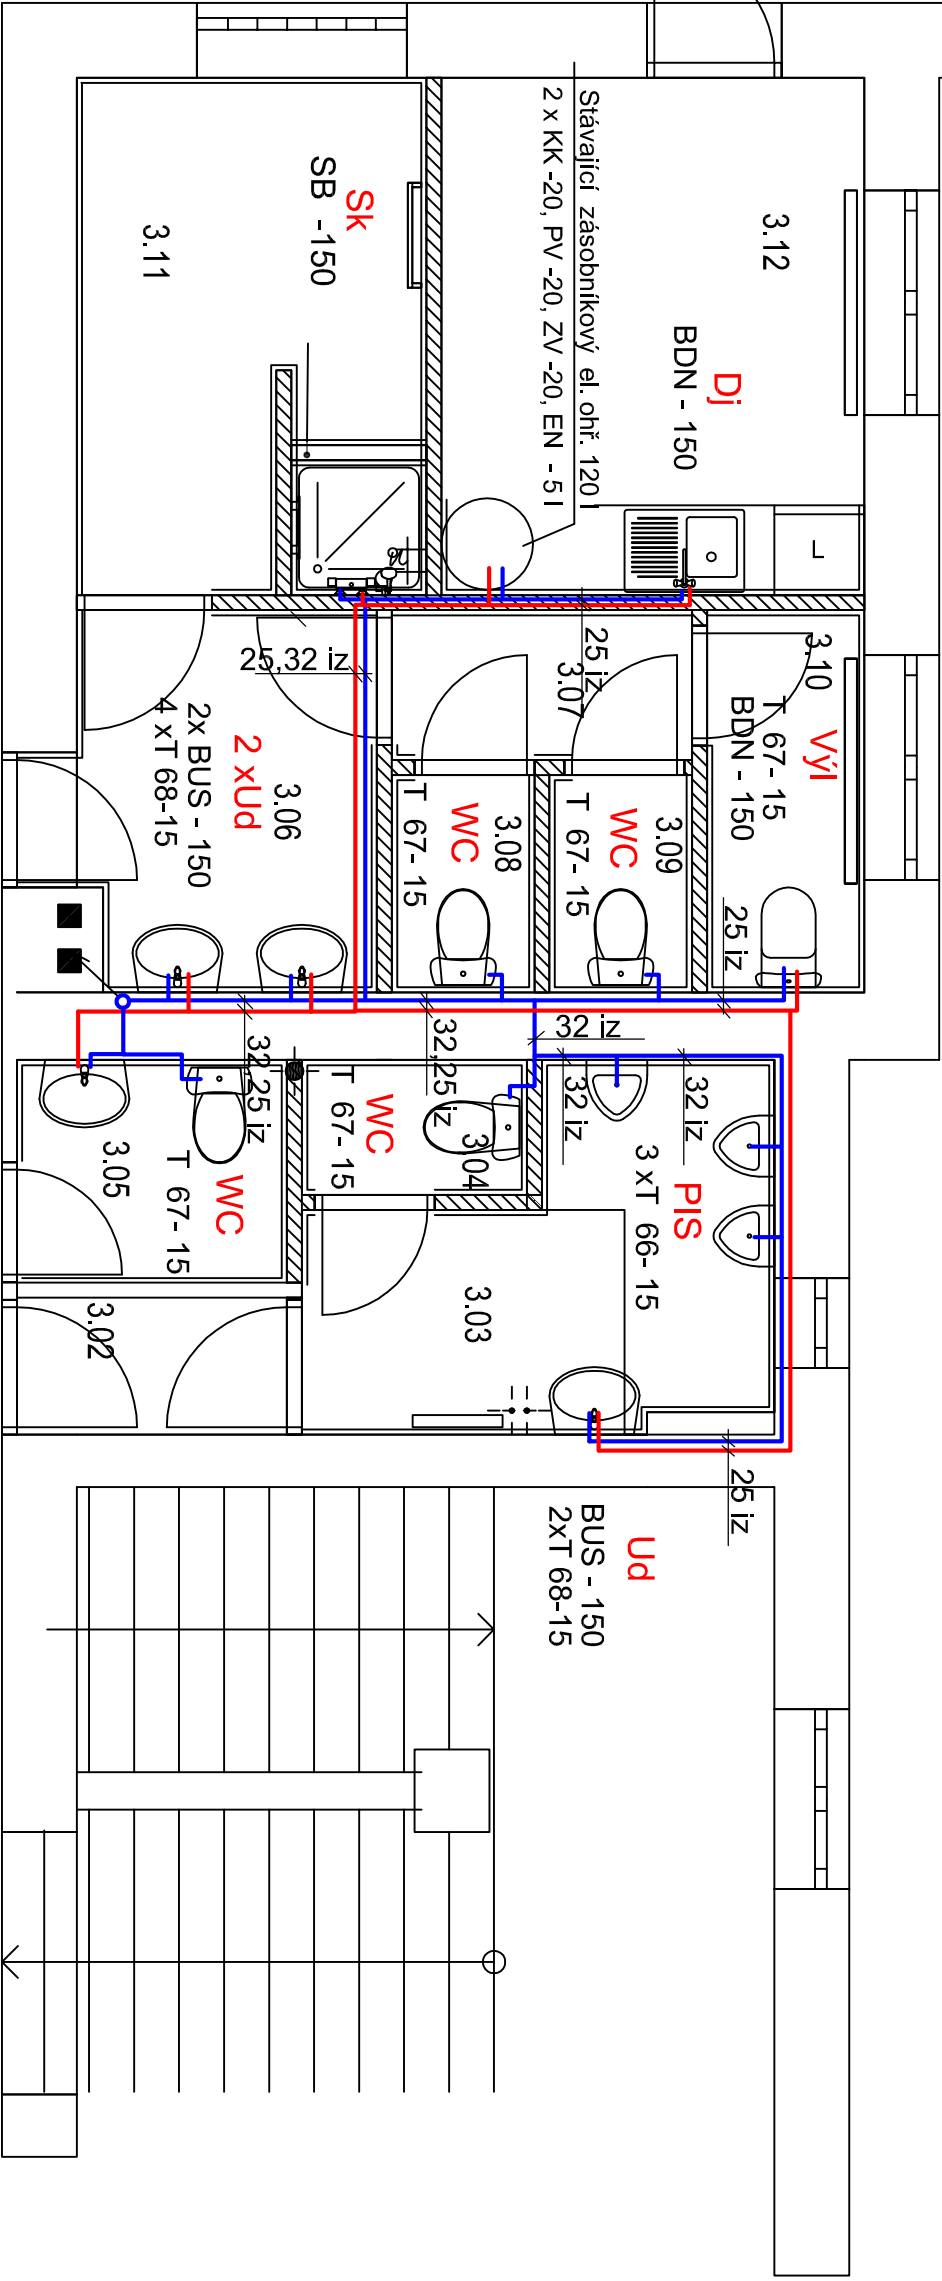 Stávající zásobníkový el. ohř. 120 l
2 x KK -20, PV -20, ZV -20, EN - 5 l
3.12
Dj
BDN - 150
Sk
SB - 150
3.11
L
25 iz
3.07
25,32 iz
3.10
Výl
T 67- 15
BDN - 150
25 iz
3.09
WC
T 67- 15
3.08
WC
T 67- 15
3.06
2 xUd
2x BUS - 150
4 xT 68-15
32 iz
32,25 iz
32,25 iz
32 iz
32 iz
PIS
3 xT 66- 15
3.04
WC
T 67- 15
WC
T 67- 15
3.05
3.03
3.02
25 iz
Ud
BUS - 150
2xT 68-15